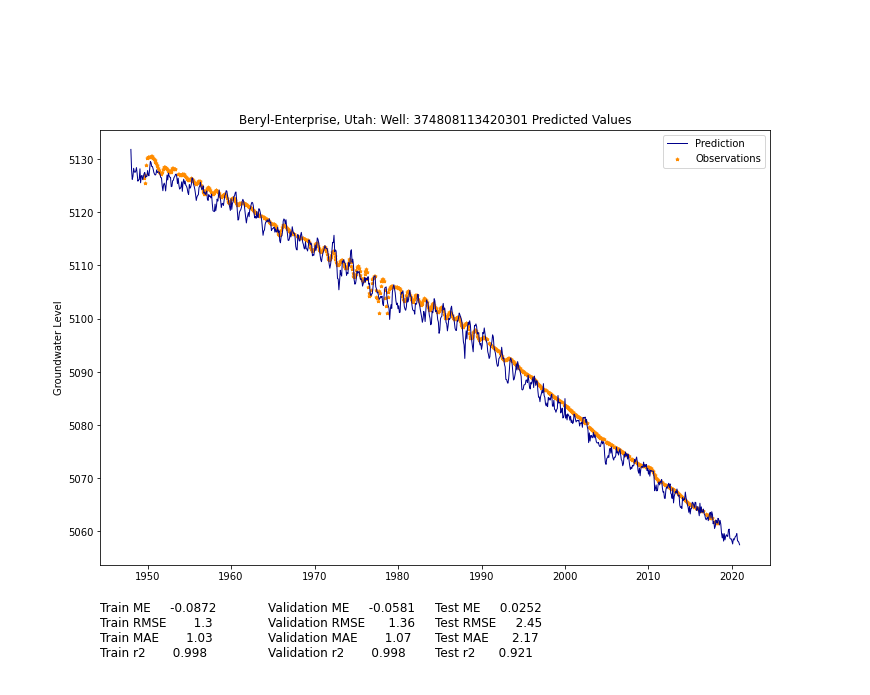 Beryl-Enterprise, Utah: Well: 374808113420301 Predicted Values
Prediction
Observations
Groundwater Level
5130
5120
5110
5100
5090
5080
5070
5060
1950 1960 1970 1980 1990 2000 2010 2020
Train ME -0.0872 Validation ME -0.0581 Test ME 0.0252
Train RMSE 1.3 Validation RMSE 1.36 Test RMSE 2.45
Train MAE 1.03 Validation MAE 1.07 Test MAE 2.17
Train r2 0.998 Validation r2 0.998 Test r2 0.921